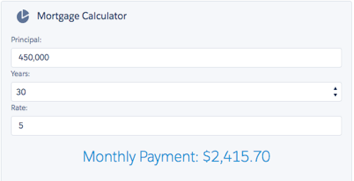 Mortgage Calculator
Principal:
450,000
Years:
30
Rate:
5
Monthly Payment: $2,415.70